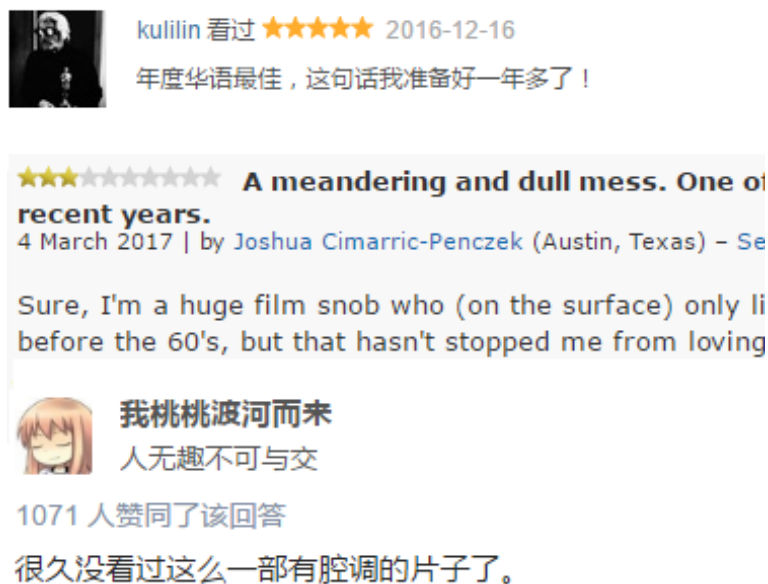 kulilin 看过 2016-12-16
年度华语最佳，这句话我准备好一年多了！
A meandering and dull mess. One of
recent years.
4 March 2017 | by Joshua Cimarric-Penczek (Austin, Texas) – Se
Sure, I'm a huge film snob who (on the surface) only li
before the 60's, but that hasn't stopped me from loving
我桃桃渡河而来
人无趣不可与交
1071 人赞同了该回答
很久没看过这么一部有腔调的片子了。